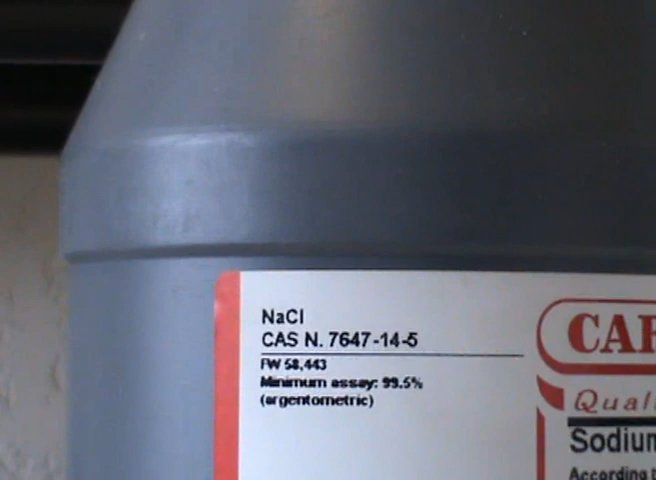 NaCl
CAS N. 7647-14-5
FW 58,443
Minimum assay: 99.5%
(argentometric)
CAR
Quali
Sodium
According t